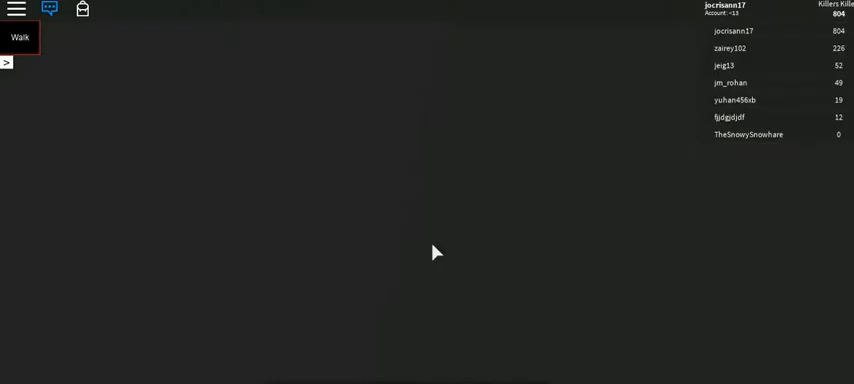 jocrisann17 Killers Kille
Account: <13 804
Walk
>
jocrisann17 804
zairey102 226
jeig13 52
jm_rohan 49
yuhan456xb 19
fjjdgjdjdf 12
TheSnowySnowhare 0